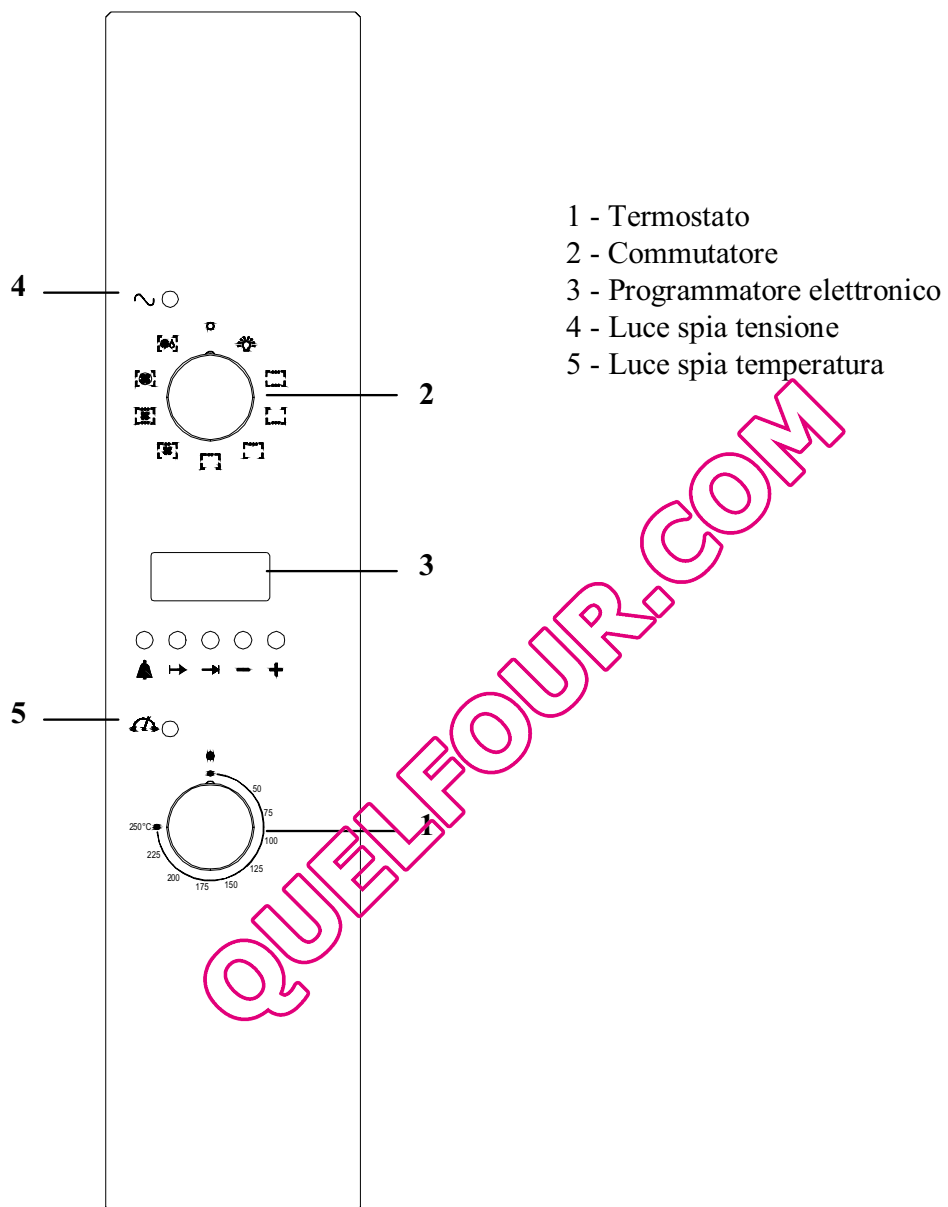 1 - Termostato
2 - Commutatore
3 - Programmatore elettronico
4 - Luce spia tensione
5 - Luce spia temperatura
4
2
3
5
50
75
1
250°C
100
225
125
200
150
175
QUELFOUR.COM